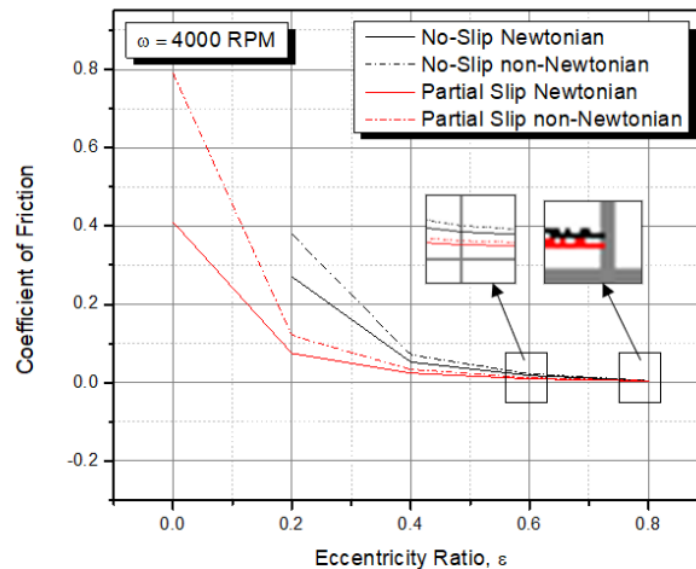 ω = 4000 RPM
No-Slip Newtonian
No-Slip non-Newtonian
Partial Slip Newtonian
Partial Slip non-Newtonian
0.8
0.6
0.4
0.2
0.0
-0.2
Coefficient of Friction
0.0 0.2 0.4 0.6 0.8
Eccentricity Ratio, ε